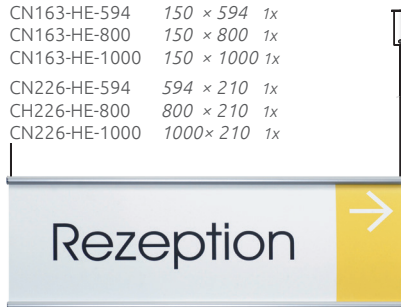 CN163-HE-594 150 × 594 1x
CN163-HE-800 150 × 800 1x
CN163-HE-1000 150 × 1000 1x
CN226-HE-594 594 × 210 1x
CH226-HE-800 800 × 210 1x
CN226-HE-1000 1000× 210 1x
Rezeption